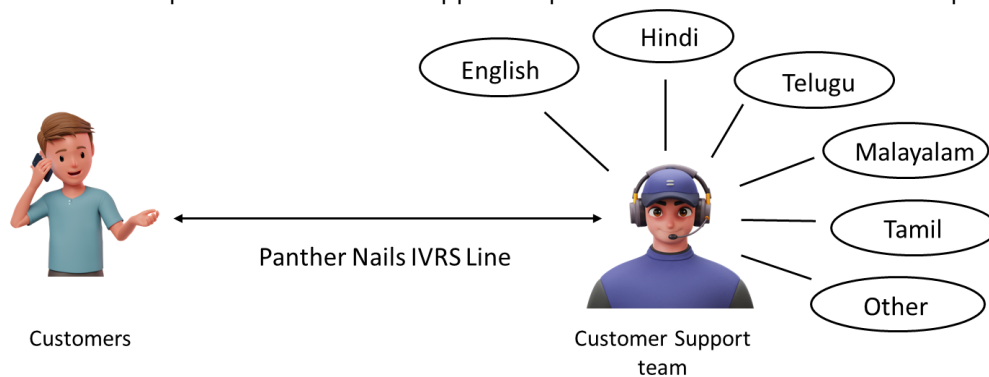 Hindi
English
Telugu
Malayalam
Tamil
Other
Panther Nails IVRS Line
Customers
Customer Support
team